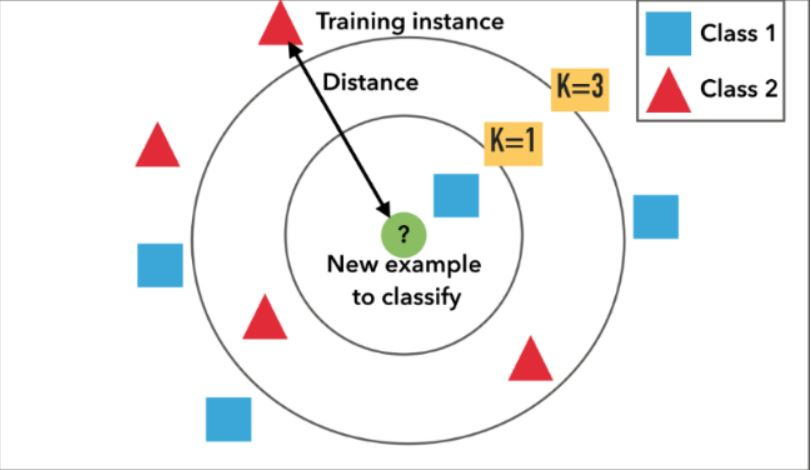 Training instance
Class 1
Distance
K=3
Class 2
K=1
?
New example
to classify